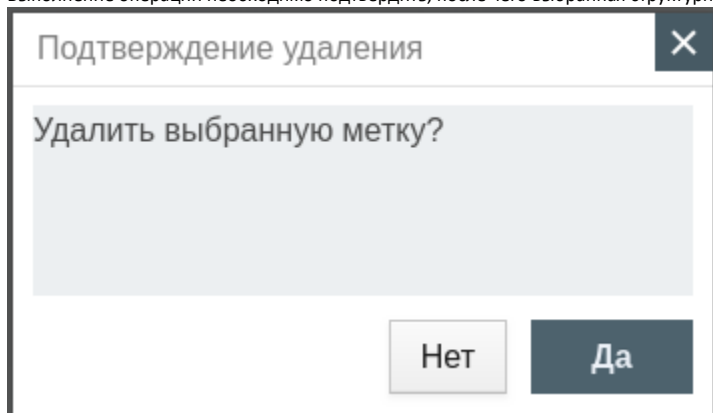 Подтверждение удаления
Удалить выбранную метку?
Нет
Да